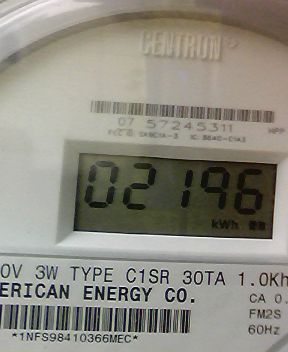 CENTRON®
07 57245311
02196
kWh
0V 3W TYPE C1SR 30TA 1.0Kh
ERICAN ENERGY CO.
CA 0.
FM2S
60Hz
*1NFS98410366MEC*